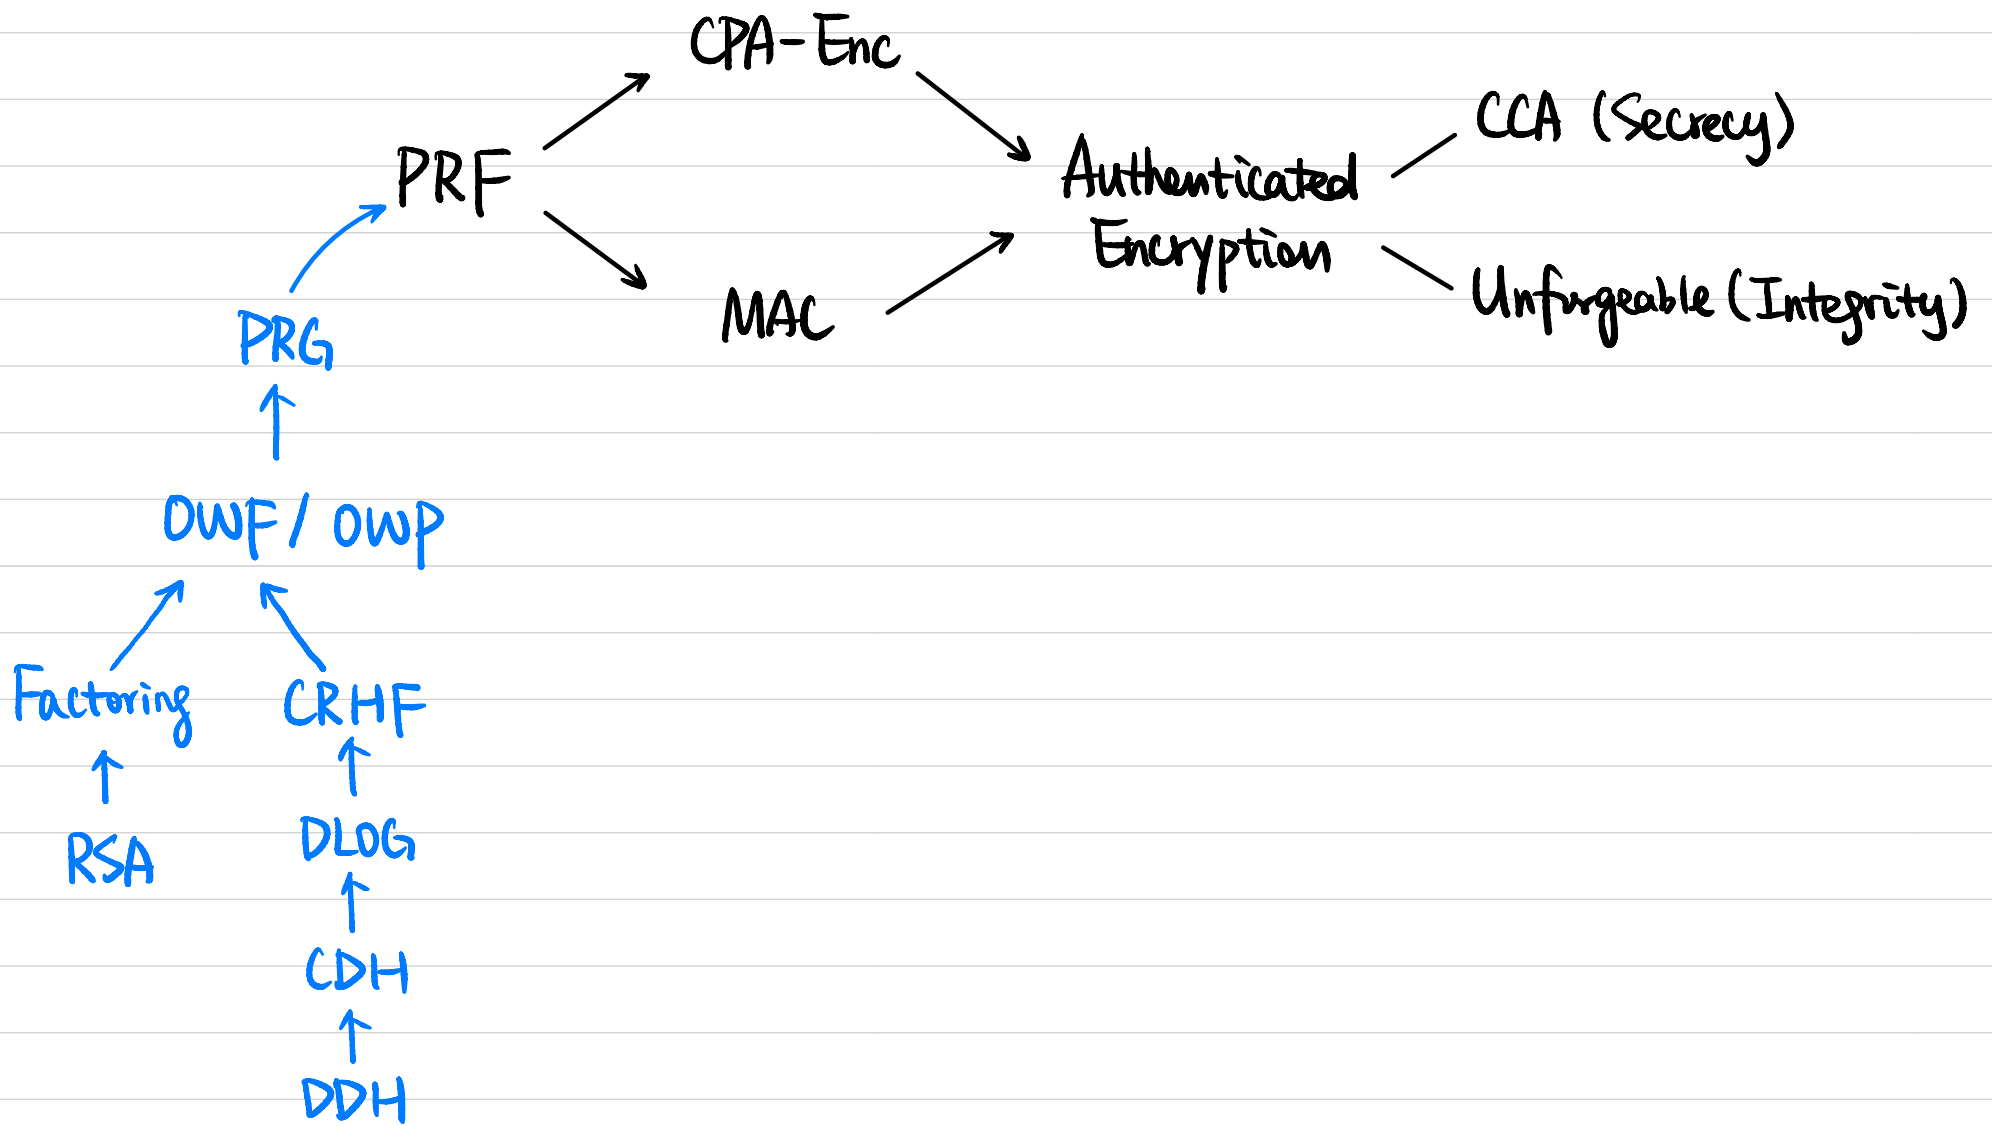 CPA-Enc
PRF
Authenticated
Encryption
CCA (Secrecy)
MAC
Unforgeable (Integrity)
PRG
OWF / OWP
Factoring
CRHF
RSA
DLOG
CDH
DDH